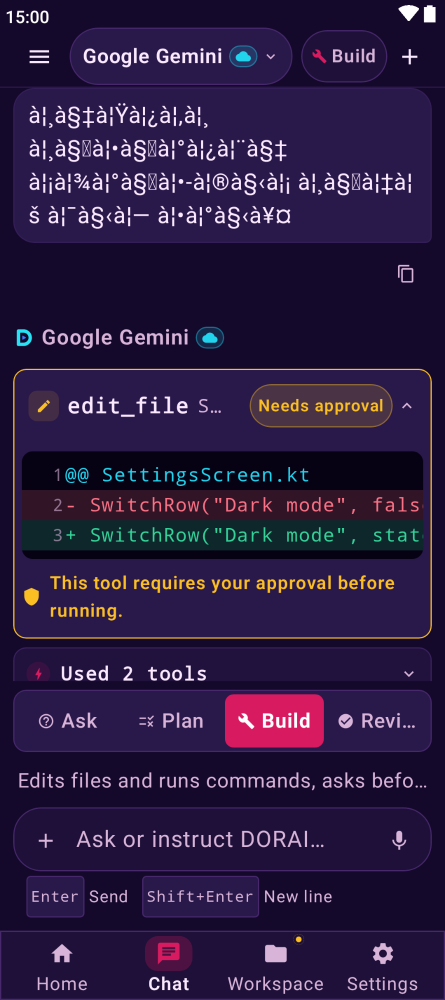 15:00
Google Gemini
Build
à¦¸à§‡à¦Ÿà¦¿à¦‚à¦¸
à¦¸à§à¦•à§à¦°à¦¿à¦¨à§‡
à¦¡à¦¾à¦°à§à¦•-à¦®à§‹à¦¡ à¦¸à§à¦‡à¦
š à¦¯à§‹à¦— à¦•à¦°à§‹à¥¤
Google Gemini
edit_file S…
Needs approval
1@@ SettingsScreen.kt
2- SwitchRow("Dark mode", fals
3+ SwitchRow("Dark mode", stat
This tool requires your approval before
running.
Used 2 tools
Ask
Plan
Build
Revi…
Edits files and runs commands, asks befo…
Ask or instruct DORAI…
Enter Send Shift+Enter New line
Home
Chat
Workspace
Settings